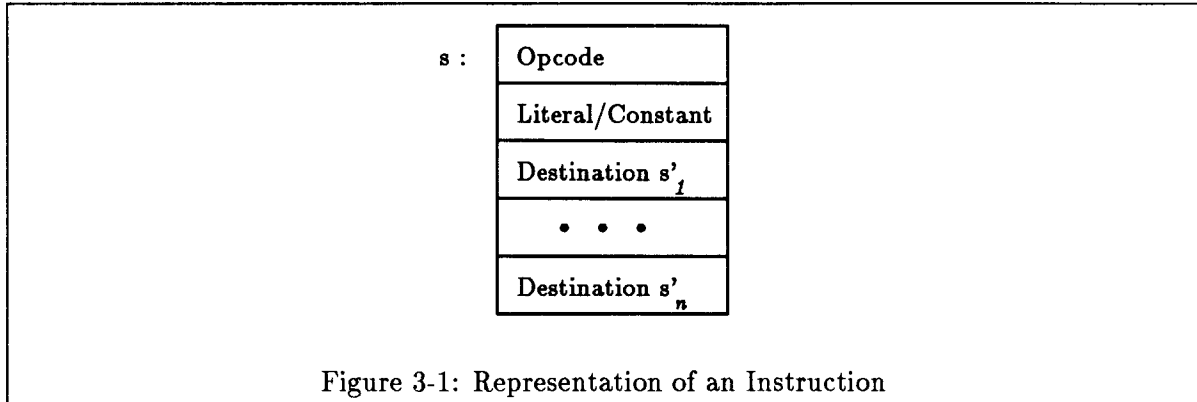 s : Opcode
Literal/Constant
Destination s'1
• • •
Destination s'n
Figure 3-1: Representation of an Instruction